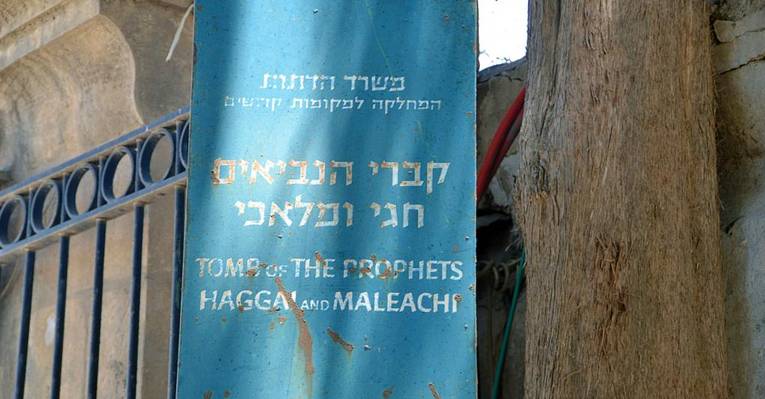 משרד הדתות
המחלקה למקומות קדושים
קברי הנביאים
חגי ומלאכי
TOMB OF THE PROPHETS
HAGGAI AND MALEACHI